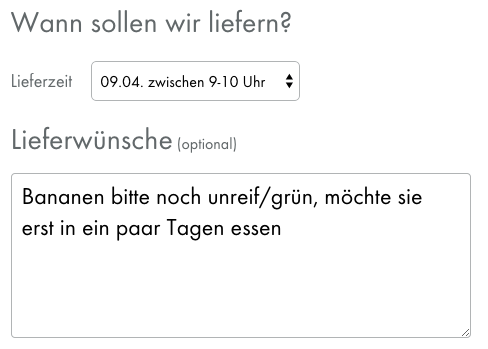 Wann sollen wir liefern?
Lieferzeit 09.04. zwischen 9-10 Uhr
Lieferwünsche (optional)
Bananen bitte noch unreif/grün, möchte sie
erst in ein paar Tagen essen